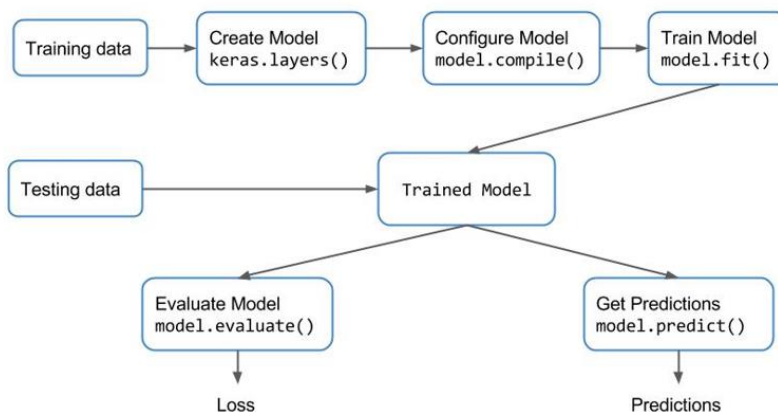 Training data
Create Model
keras.layers()
Configure Model
model.compile()
Train Model
model.fit()
Testing data
Trained Model
Evaluate Model
model.evaluate()
Get Predictions
model.predict()
Loss
Predictions